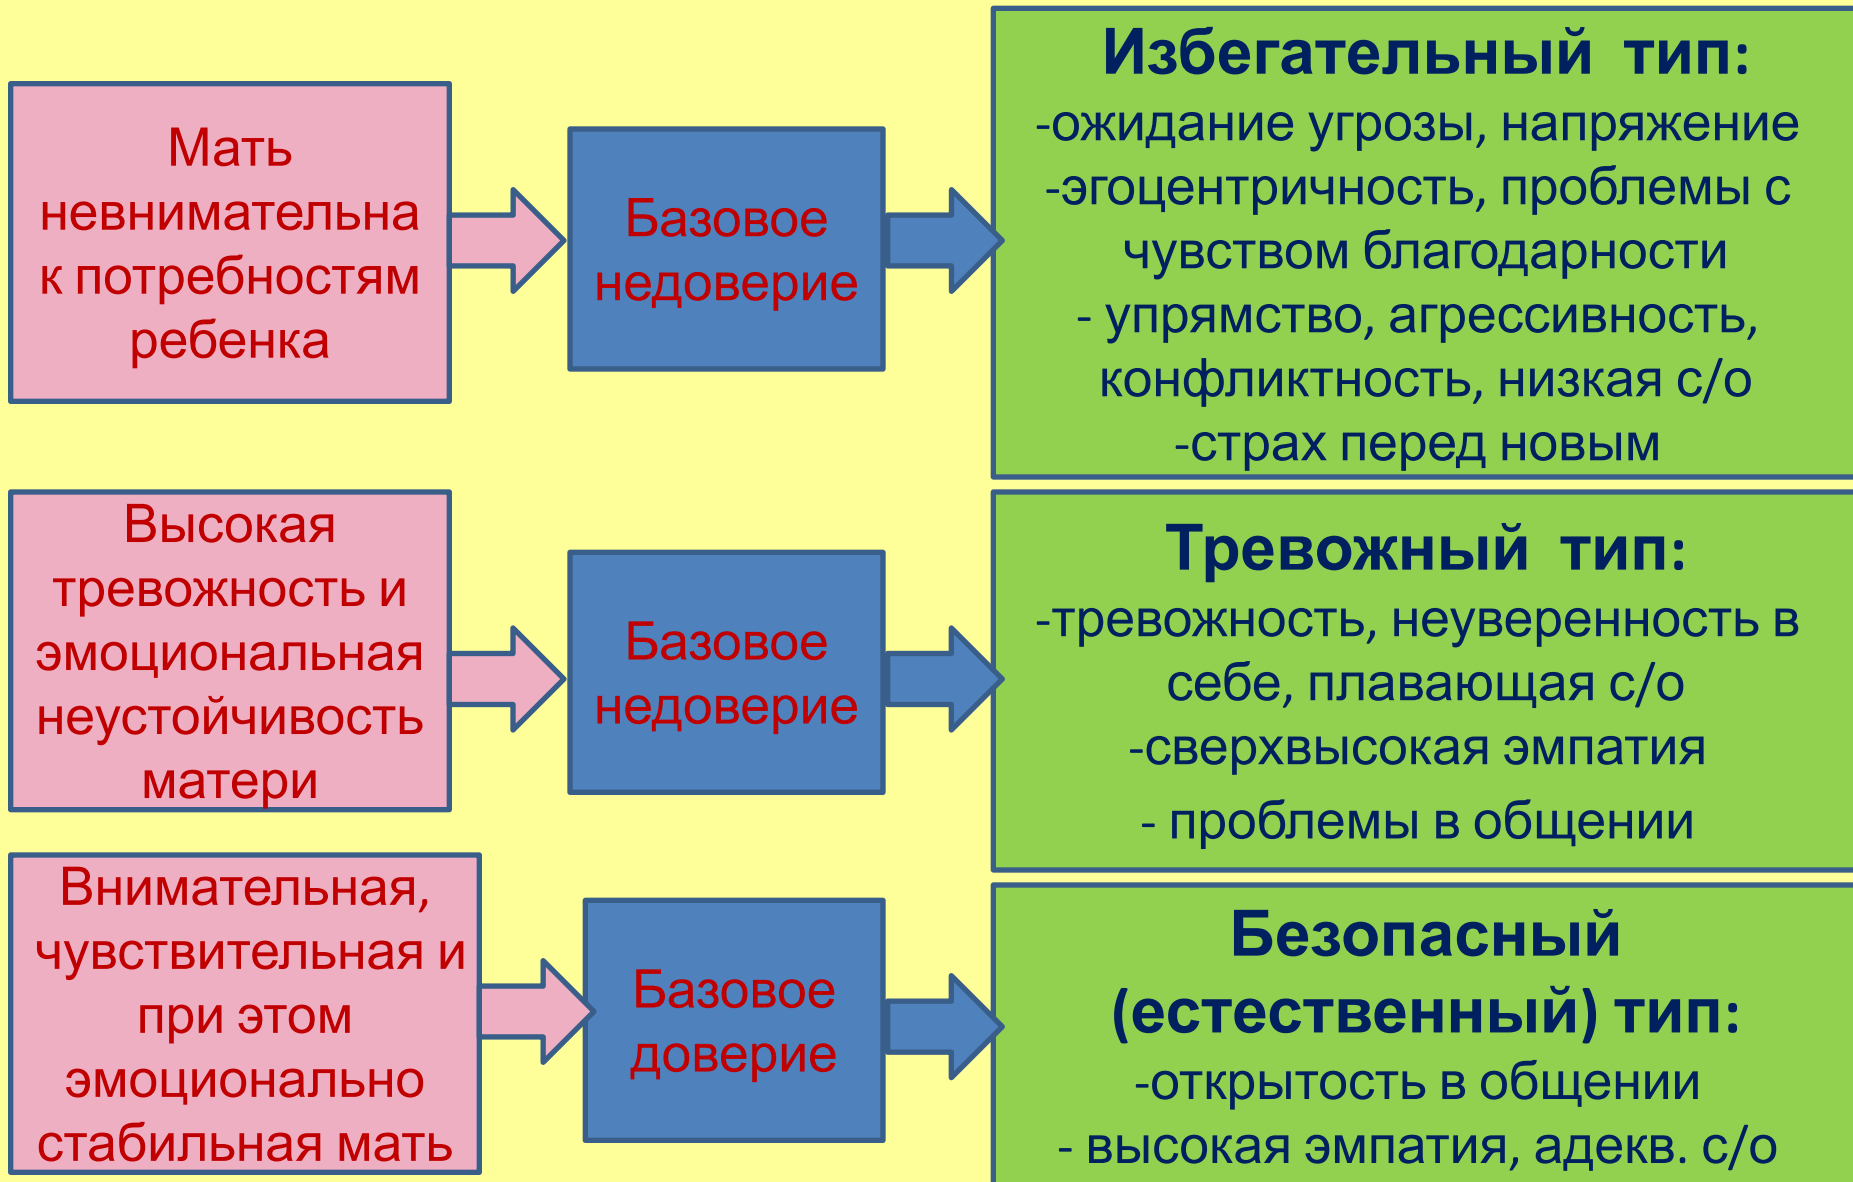 Мать
невнимательна
к потребностям
ребенка
Базовое
недоверие
Избегательный тип:
-ожидание угрозы, напряжение
-эгоцентричность, проблемы с
чувством благодарности
- упрямство, агрессивность,
конфликтность, низкая с/о
-страх перед новым
Высокая
тревожность и
эмоциональная
неустойчивость
матери
Базовое
недоверие
Тревожный тип:
-тревожность, неуверенность в
себе, плавающая с/о
-сверхвысокая эмпатия
- проблемы в общении
Внимательная,
чувствительная и
при этом
эмоционально
стабильная мать
Базовое
доверие
Безопасный
(естественный) тип:
-открытость в общении
- высокая эмпатия, адекв. с/о